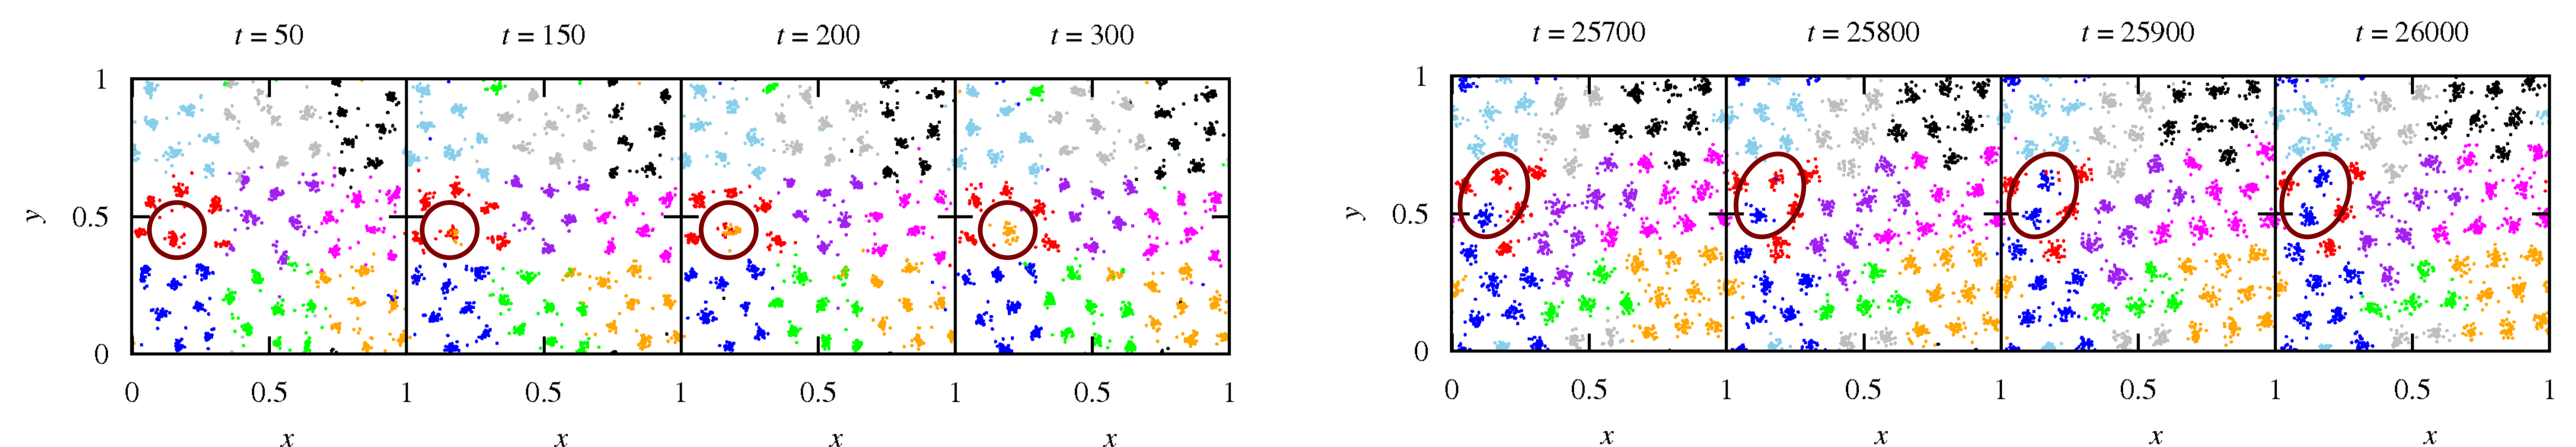 t = 50 t = 150 t = 200 t = 300
1
y 0.5
0
0 0.5 1 0.5 1 0.5 1 0.5 1
x x x x
t = 25700 t = 25800 t = 25900 t = 26000
1
y 0.5
0
0 0.5 1 0.5 1 0.5 1 0.5 1
x x x x